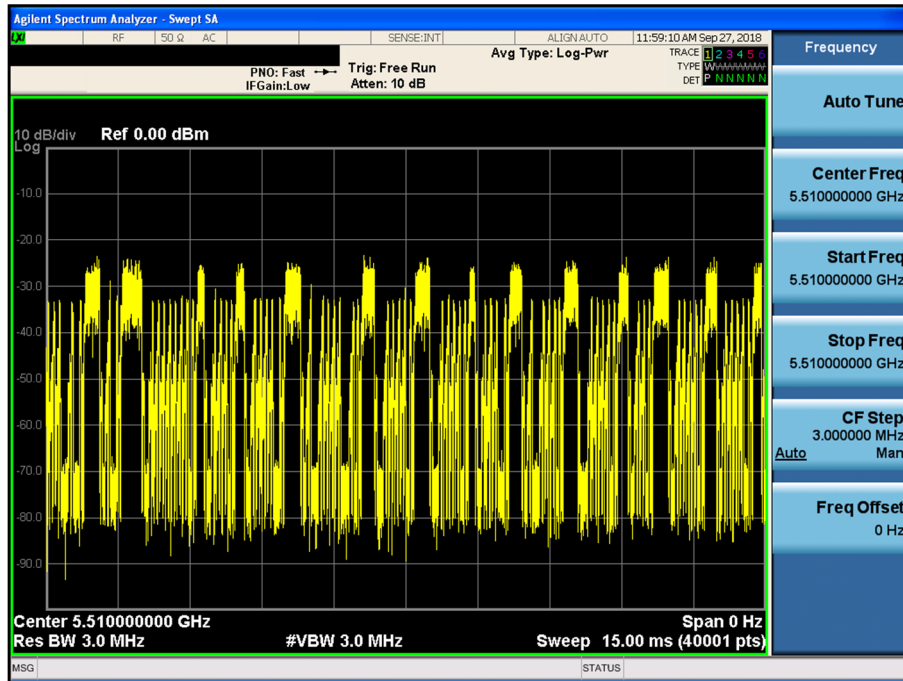 Agilent Spectrum Analyzer - Swept SA
LXI RF 50 Ω AC SENSE:INT ALIGNAUTO 11:59:10 AM Sep 27, 2018
Avg Type: Log-Pwr
PNO: Fast Trig: Free Run
IFGain:Low Atten: 10 dB
TRACE 1 2 3 4 5 6
TYPE W
DET P N N N N N
10 dB/div Ref 0.00 dBm
Log
-10.0
-20.0
-30.0
-40.0
-50.0
-60.0
-70.0
-80.0
-90.0
Center 5.510000000 GHz Span 0 Hz
Res BW 3.0 MHz #VBW 3.0 MHz Sweep 15.00 ms (40001 pts)
MSG STATUS
Frequency
Auto Tune
Center Freq
5.510000000 GHz
Start Freq
5.510000000 GHz
Stop Freq
5.510000000 GHz
CF Step
3.000000 MHz
Auto Man
Freq Offset
0 Hz